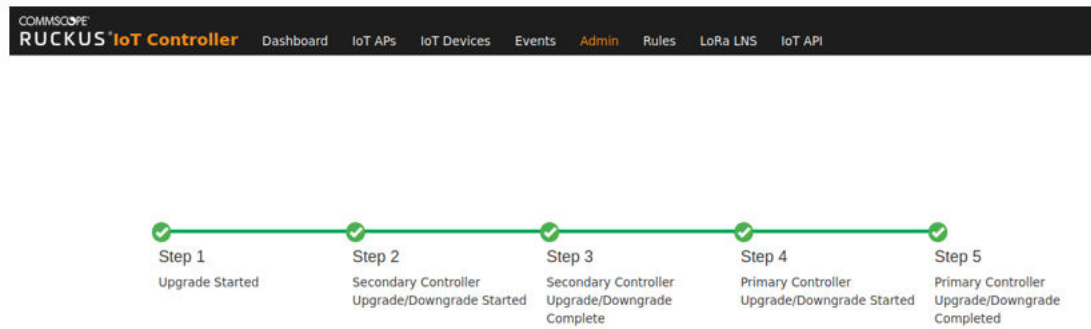 COMMSCOPE®
RUCKUS® IoT Controller Dashboard IoT APs IoT Devices Events Admin Rules LoRa LNS IoT API
Step 1
Upgrade Started
Step 2
Secondary Controller
Upgrade/Downgrade Started
Step 3
Secondary Controller
Upgrade/Downgrade
Complete
Step 4
Primary Controller
Upgrade/Downgrade Started
Step 5
Primary Controller
Upgrade/Downgrade
Completed